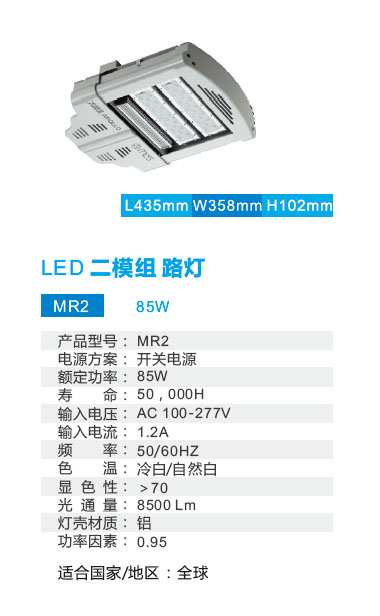 L435mm W358mm H102mm
LED 二模组 路灯
MR2 85W
产品型号：MR2
电源方案：开关电源
额定功率：85W
寿 命：50，000H
输入电压：AC 100-277V
输入电流：1.2A
频 率：50/60HZ
色 温：冷白/自然白
显 色 性：＞70
光 通 量：8500 Lm
灯壳材质：铝
功率因素：0.95
适合国家/地区：全球